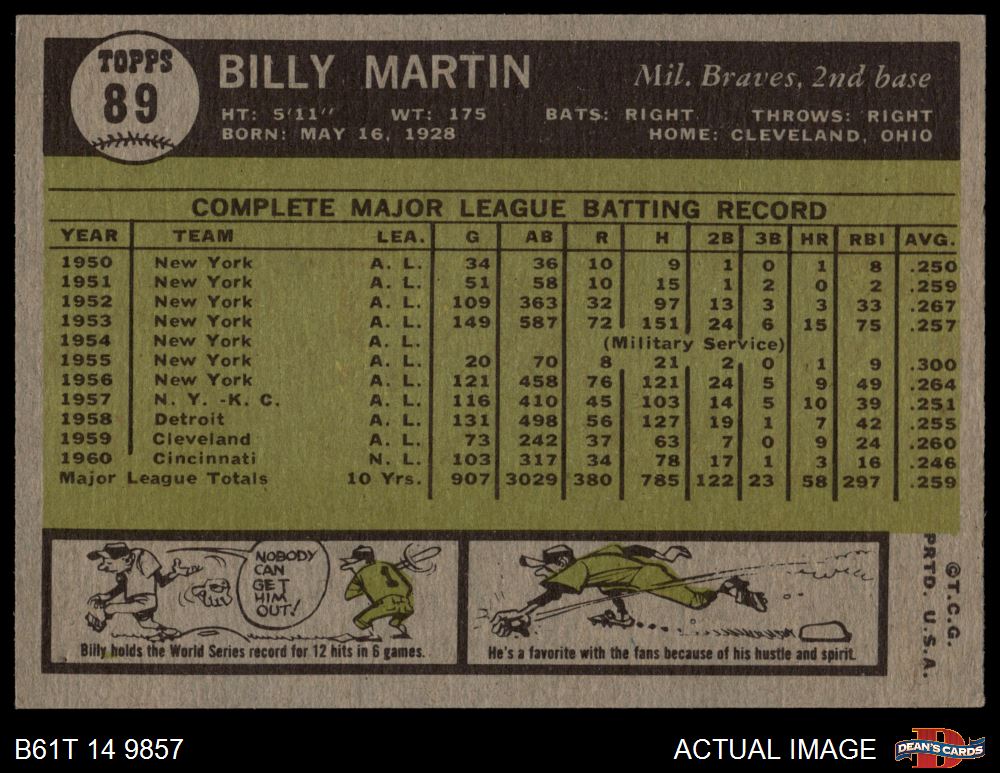 TOPPS
89
BILLY MARTIN
Mil. Braves, 2nd base
HT: 5'11" WT: 175 BATS: RIGHT THROWS: RIGHT
BORN: MAY 16, 1928 HOME: CLEVELAND, OHIO
COMPLETE MAJOR LEAGUE BATTING RECORD
YEAR TEAM LEA. G AB R H 2B 3B HR RBI AVG.
1950 New York A. L. 34 36 10 9 1 0 1 8 .250
1951 New York A. L. 51 58 10 15 1 2 0 2 .259
1952 New York A. L. 109 363 32 97 13 3 3 33 .267
1953 New York A. L. 149 587 72 151 24 6 15 75 .257
1954 New York A. L. (Military Service)
1955 New York A. L. 20 70 8 21 2 0 1 9 .300
1956 New York A. L. 121 458 76 121 24 5 9 49 .264
1957 N. Y. -K. C. A. L. 116 410 45 103 14 5 10 39 .251
1958 Detroit A. L. 131 498 56 127 19 1 7 42 .255
1959 Cleveland A. L. 73 242 37 63 7 0 9 24 .260
1960 Cincinnati N. L. 103 317 34 78 17 1 3 16 .246
Major League Totals 10 Yrs. 907 3029 380 785 122 23 58 297 .259
NOBODY
CAN
GET
HIM
OUT!
1
Billy holds the World Series record for 12 hits in 6 games.
He's a favorite with the fans because of his hustle and spirit.
©T.C.G.
PRTD. U.S.A.
B61T 14 9857
ACTUAL IMAGE
D
DEAN'S CARDS